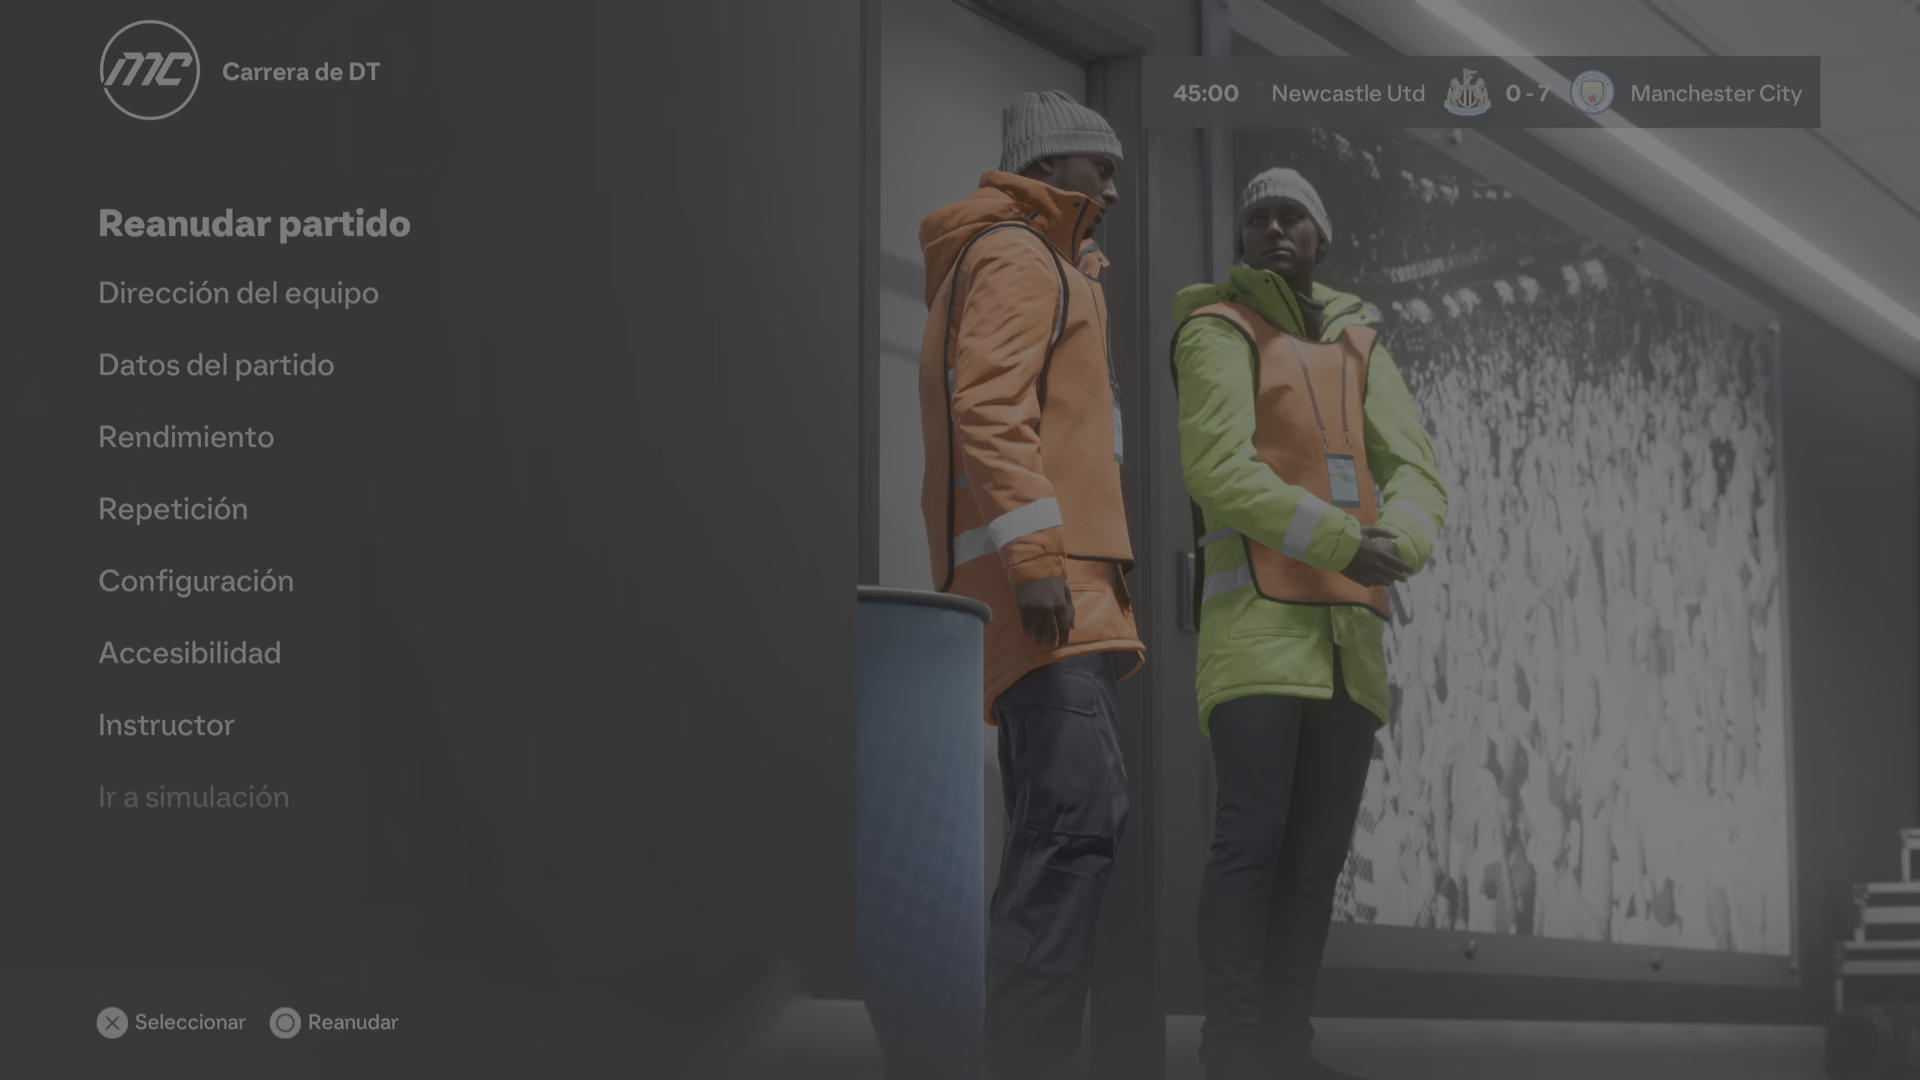 MC Carrera de DT
45:00 Newcastle Utd 0 - 7 Manchester City
Reanudar partido
Dirección del equipo
Datos del partido
Rendimiento
Repetición
Configuración
Accesibilidad
Instructor
Ir a simulación
Seleccionar Reanudar